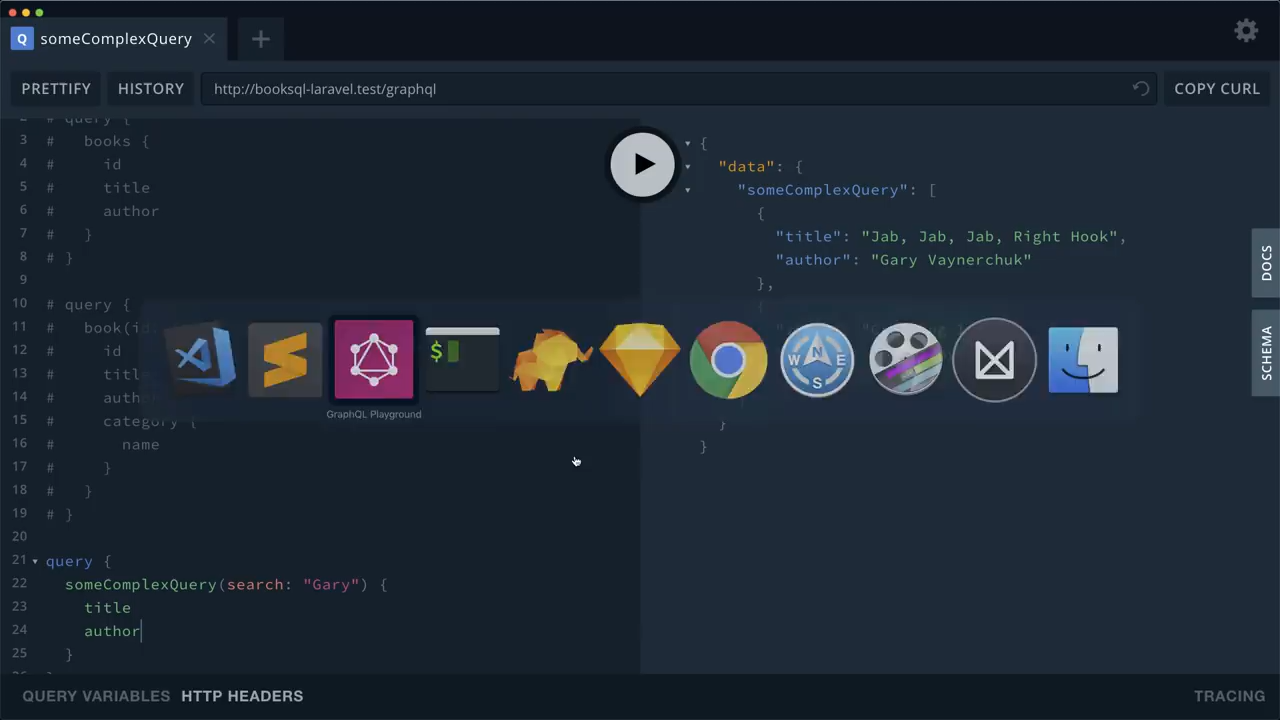 Q someComplexQuery
PRETTIFY
HISTORY
http://booksql-laravel.test/graphql
COPY CURL
2 # query {
3 # books {
4 # id
5 # title
6 # author
7 # }
8 # }
9
10 # query {
11 # book(id:
12 # id
13 # title
14 # author
15 # category {
16 # name
17 # }
18 # }
19 # }
20
21 query {
22 someComplexQuery(search: "Gary") {
23 title
24 author
25 }
{
"data": {
"someComplexQuery": [
{
"title": "Jab, Jab, Jab, Right Hook",
"author": "Gary Vaynerchuk"
},
{
}
}
DOCS
SCHEMA
$
N
W E
S
GraphQL Playground
QUERY VARIABLES
HTTP HEADERS
TRACING